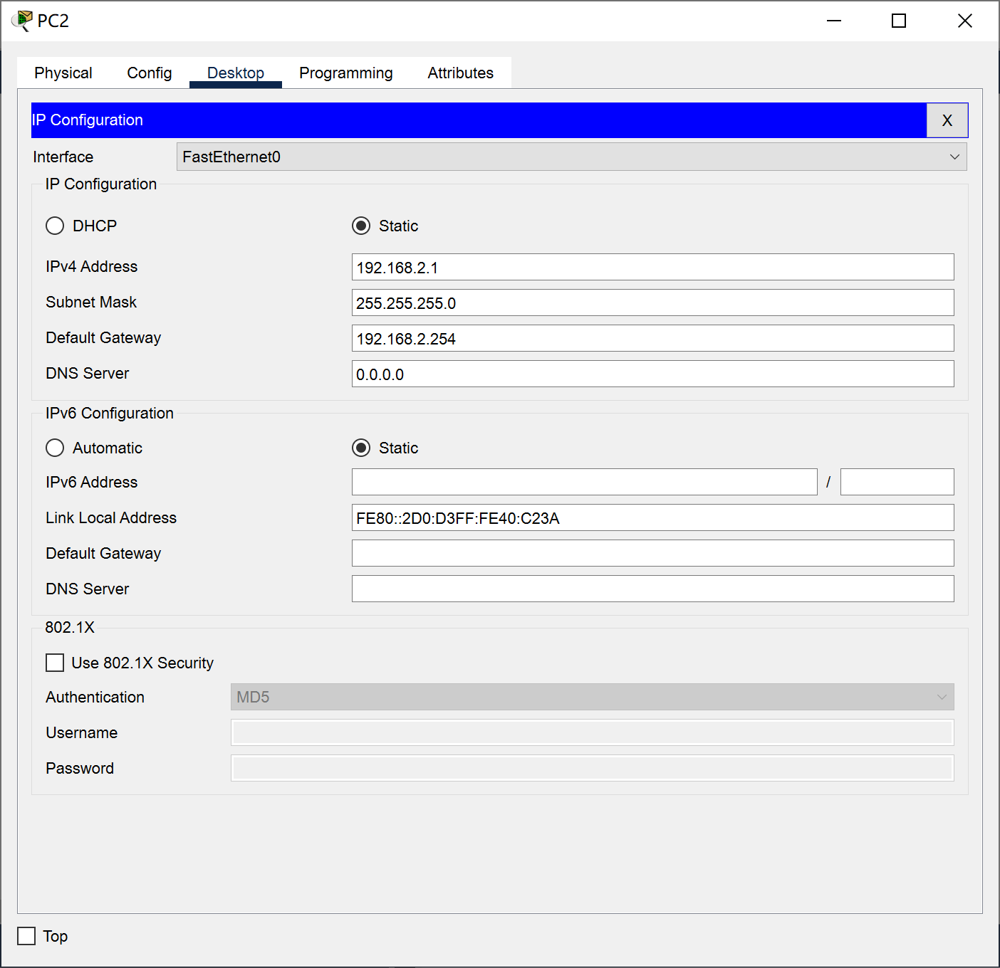 PC2
Physical Config Desktop Programming Attributes
IP Configuration X
Interface FastEthernet0
IP Configuration
DHCP Static
IPv4 Address 192.168.2.1
Subnet Mask 255.255.255.0
Default Gateway 192.168.2.254
DNS Server 0.0.0.0
IPv6 Configuration
Automatic Static
IPv6 Address /
Link Local Address FE80::2D0:D3FF:FE40:C23A
Default Gateway
DNS Server
802.1X
Use 802.1X Security
Authentication MD5
Username
Password
Top